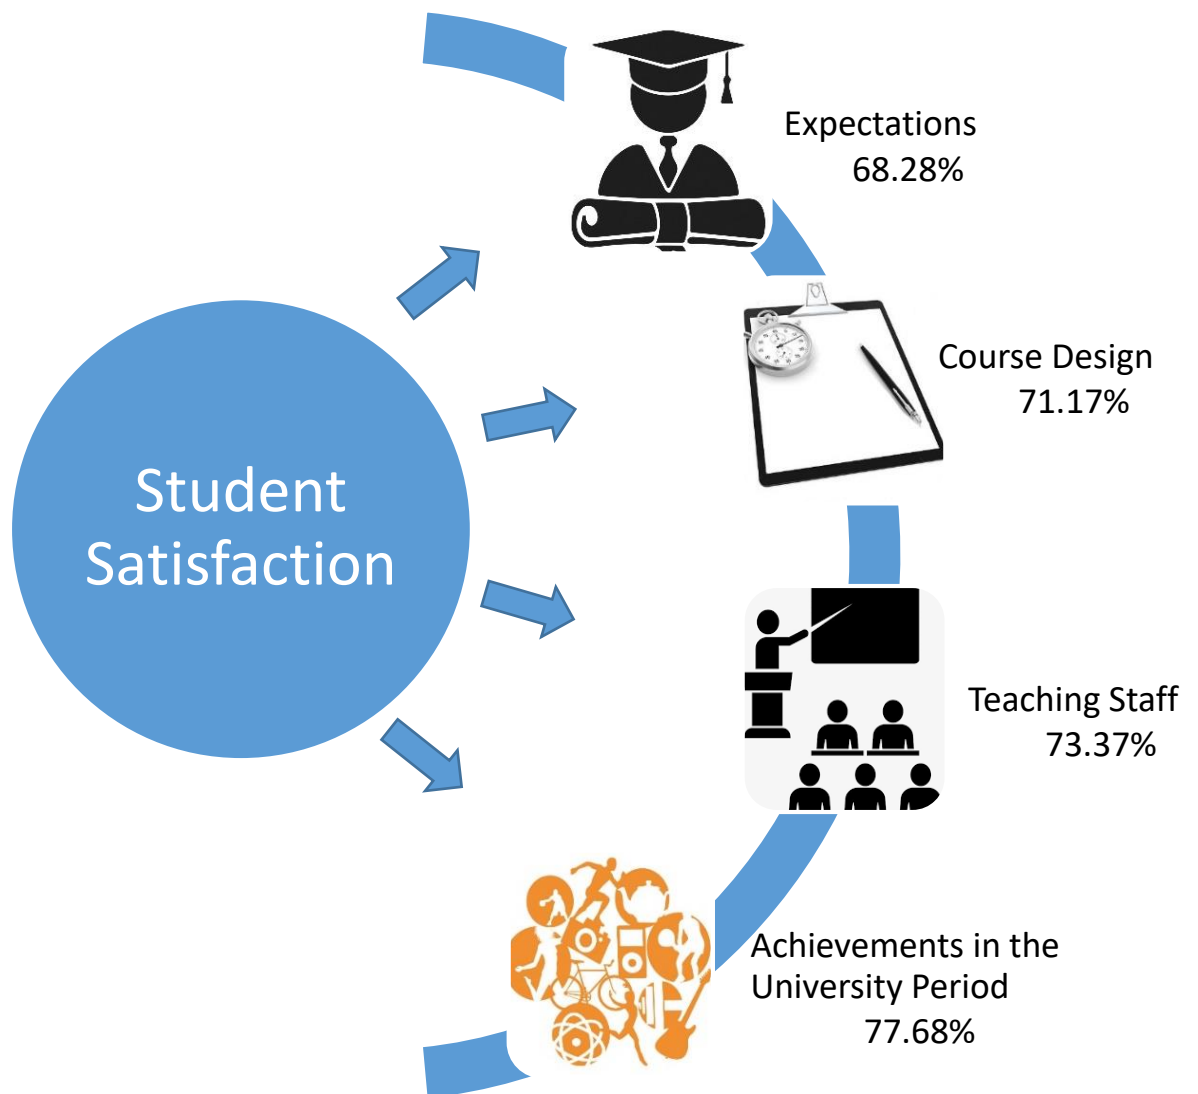 Expectations
68.28%
Course Design
71.17%
Student
Satisfaction
Teaching Staff
73.37%
Achievements in the
University Period
77.68%